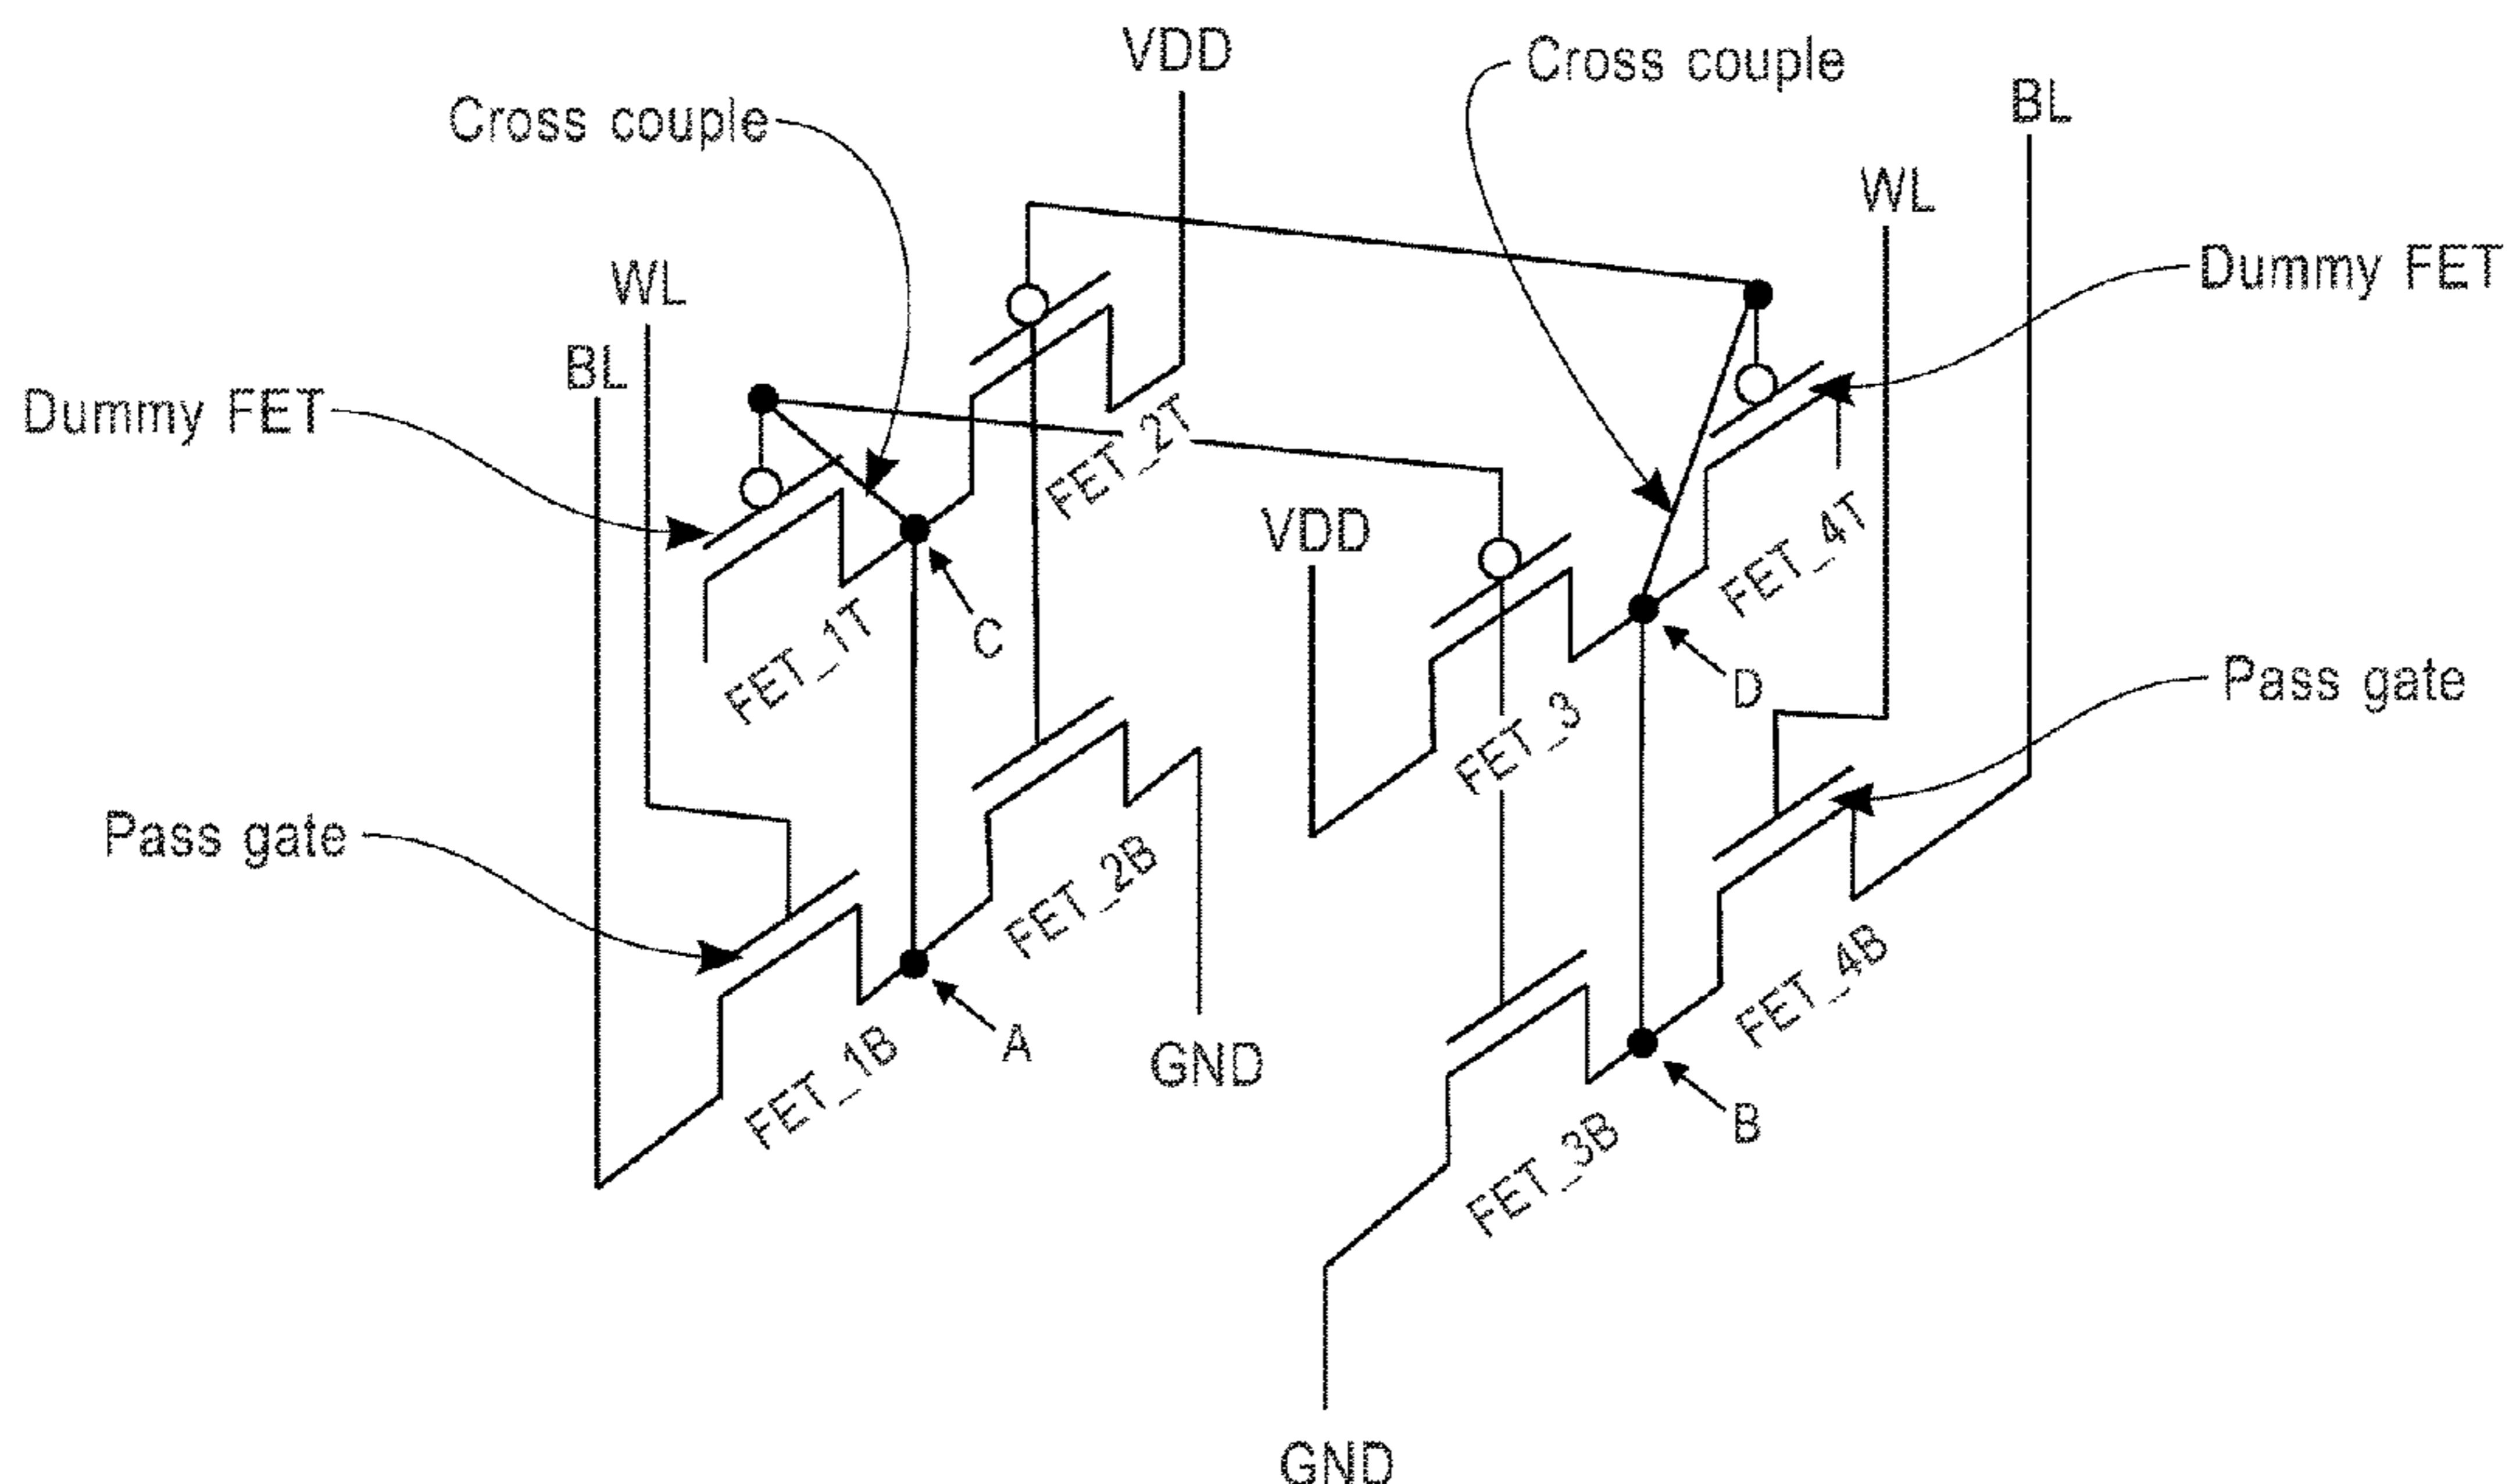 VDD
Cross couple
BL
Cross couple
WL
Dummy FET
WL
BL
Dummy FET
FET_2T
VDD
FET_4T
FET_1T
C
D
FET_3
Pass gate
Pass gate
FET_2B
FET_4B
FET_1B
A
GND
B
FET_3B
GND